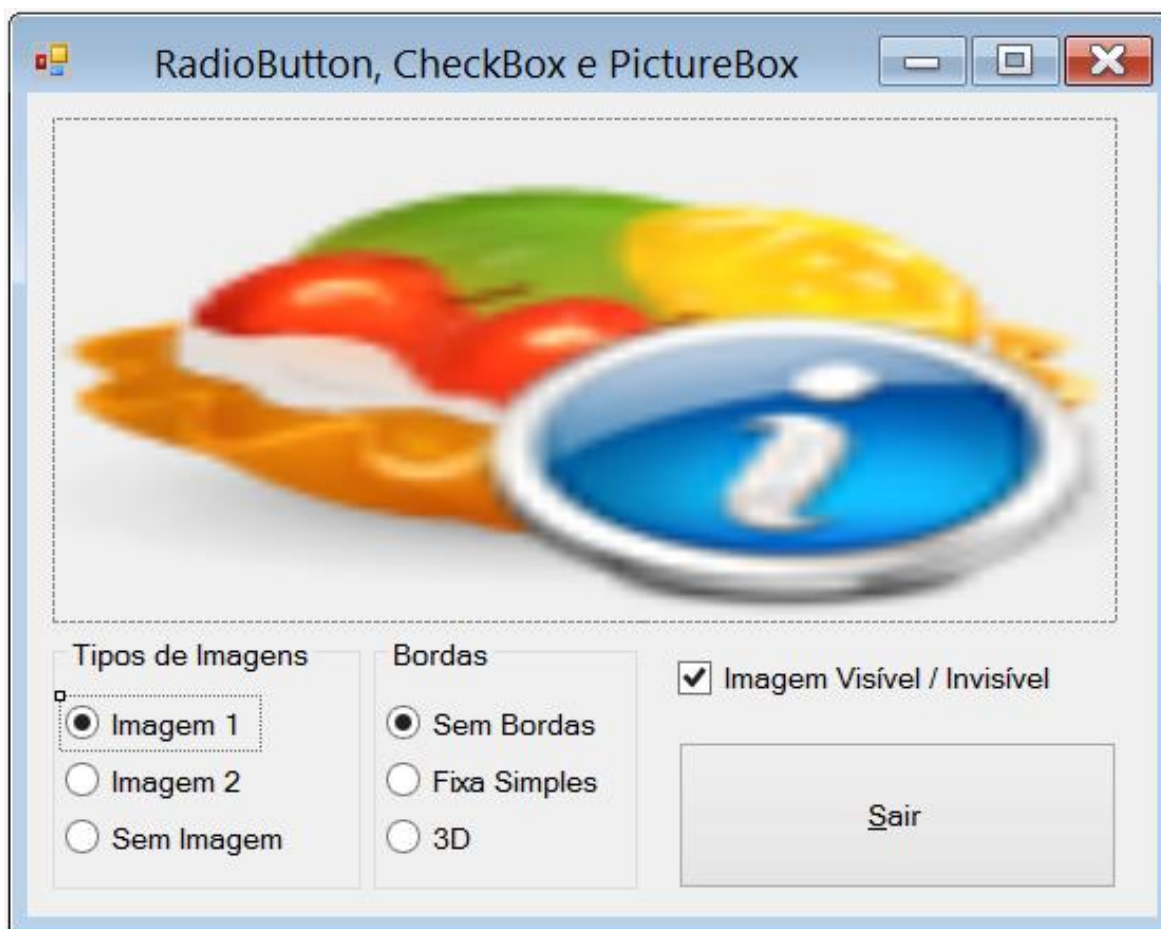 RadioButton, CheckBox e PictureBox
i
Tipos de Imagens
Imagem 1
Imagem 2
Sem Imagem
Bordas
Sem Bordas
Fixa Simples
3D
Imagem Visível / Invisível
Sair